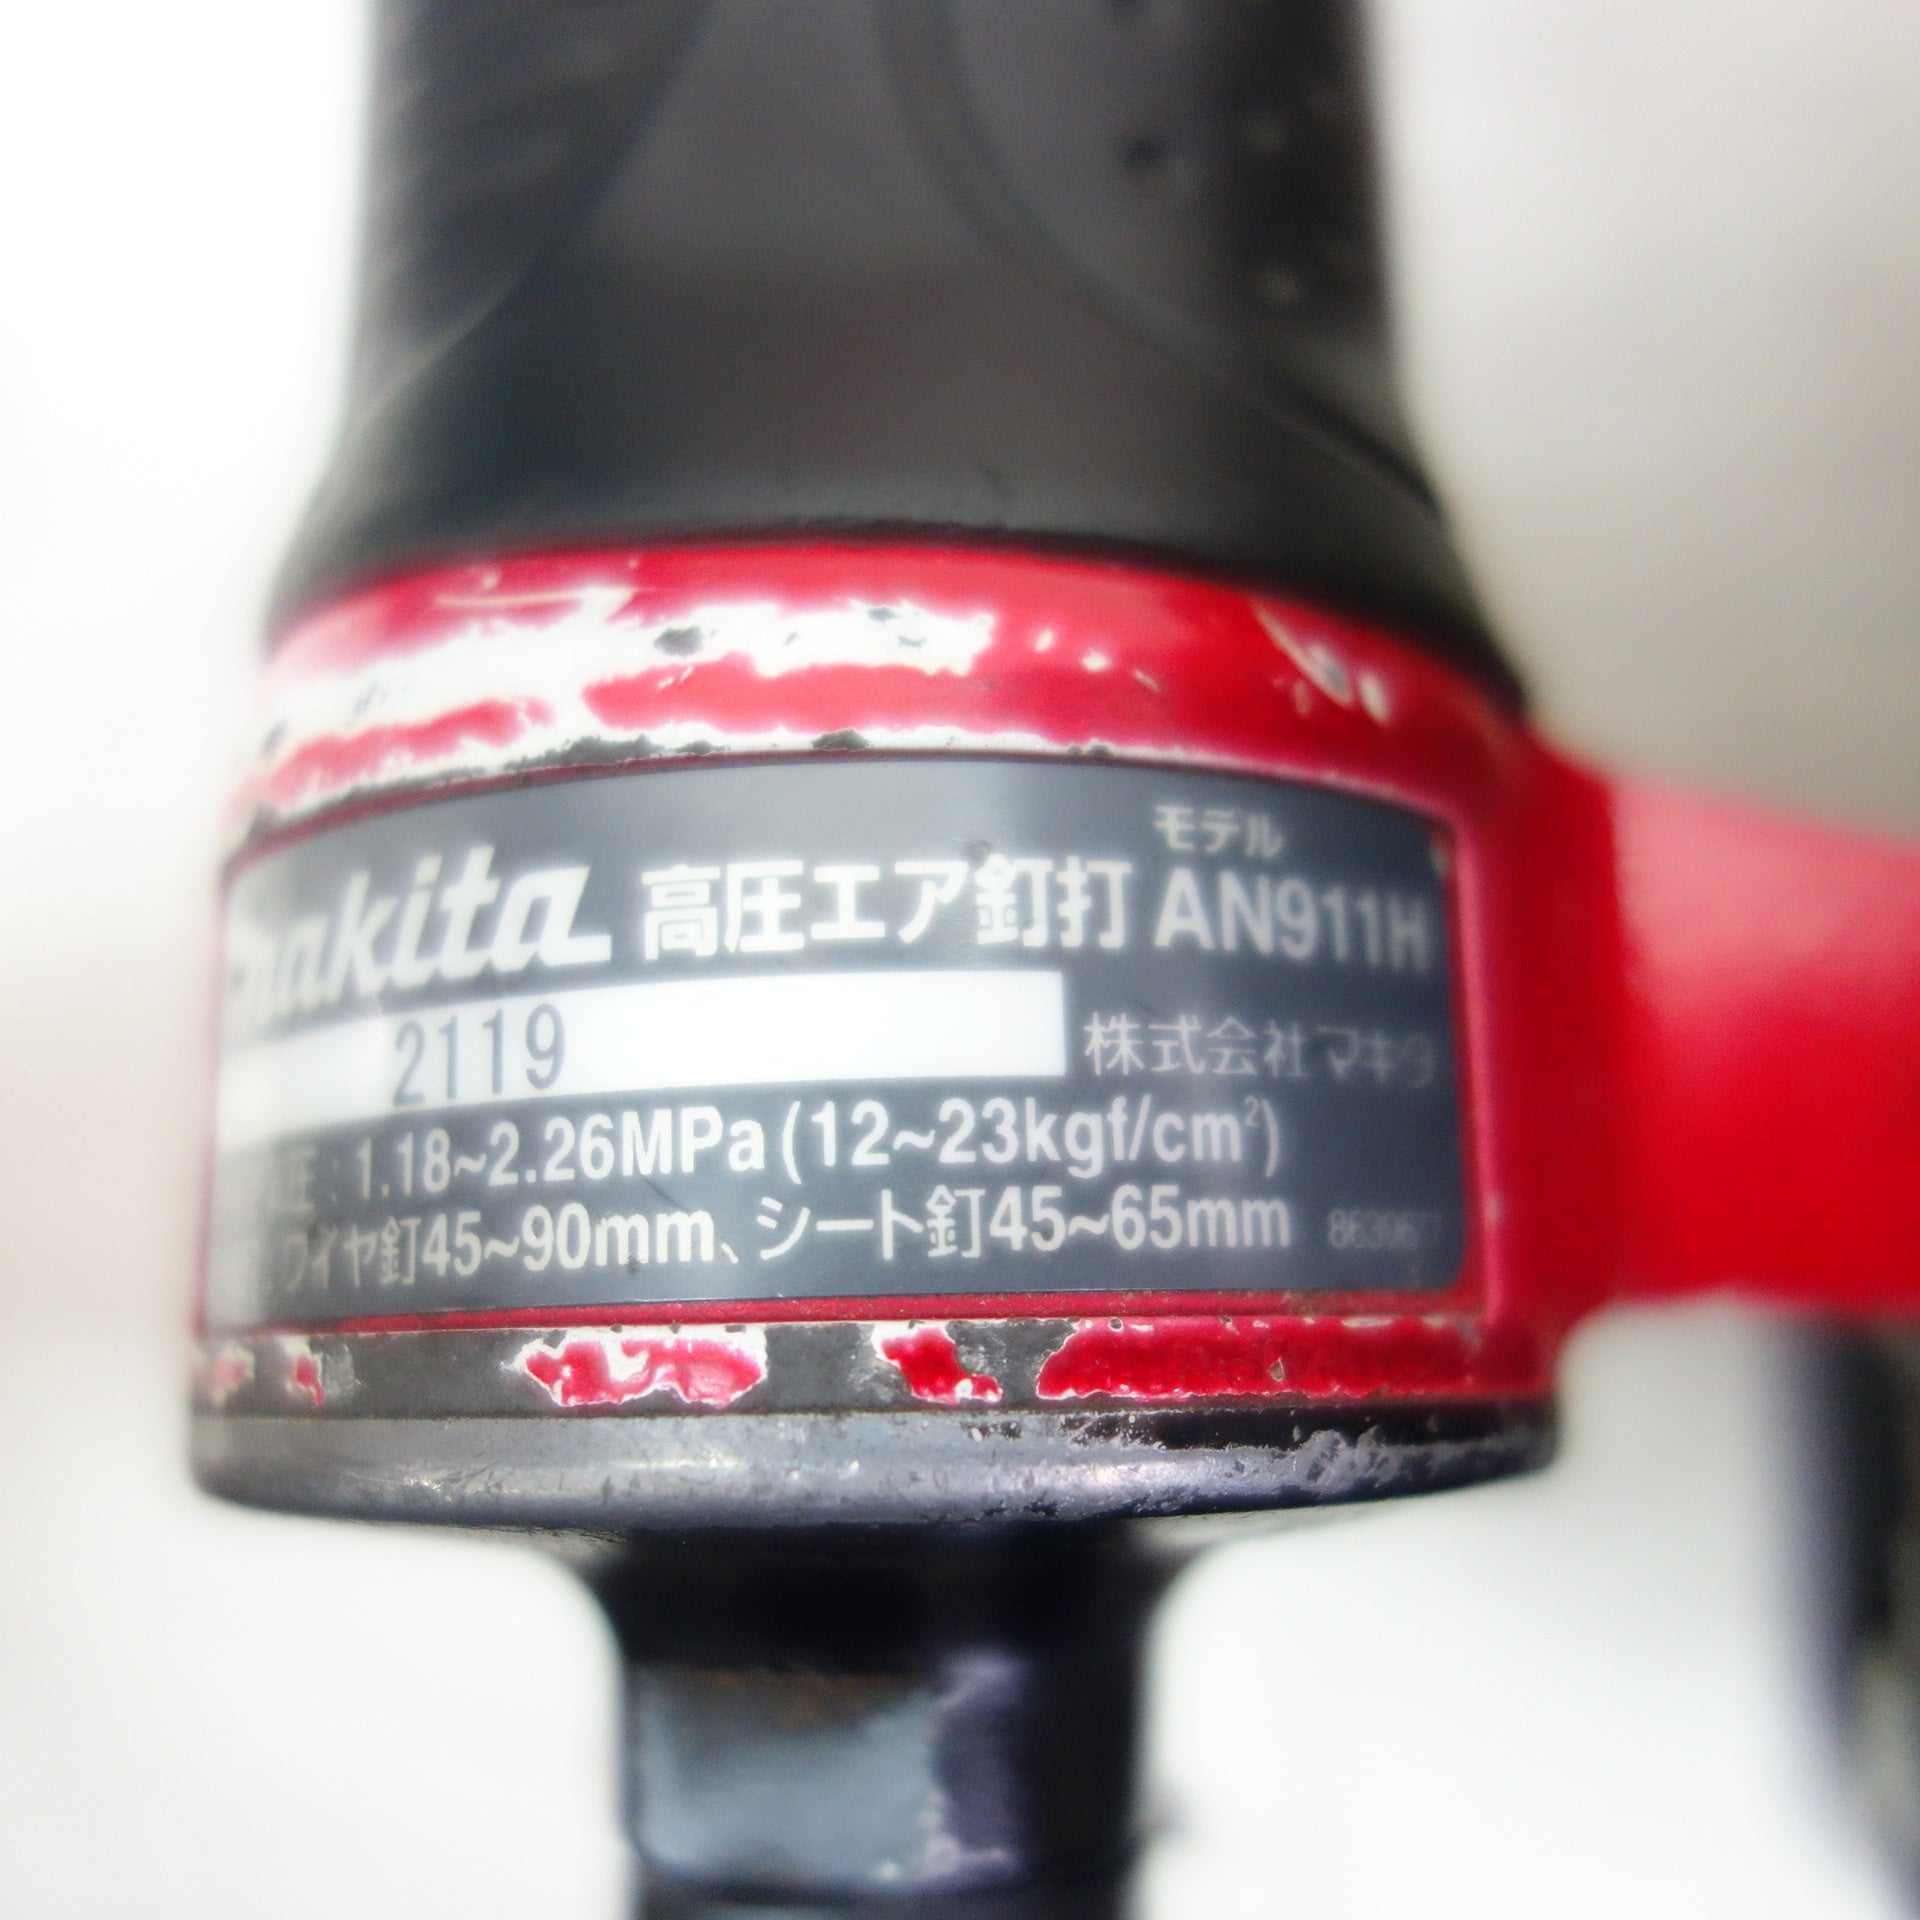 モデル
makita 高圧エア釘打 AN911H
2119
株式会社マキタ
圧:1.18~2.26MPa(12~23kgf/cm²)
ワイヤ釘45~90mm、シート釘45~65mm